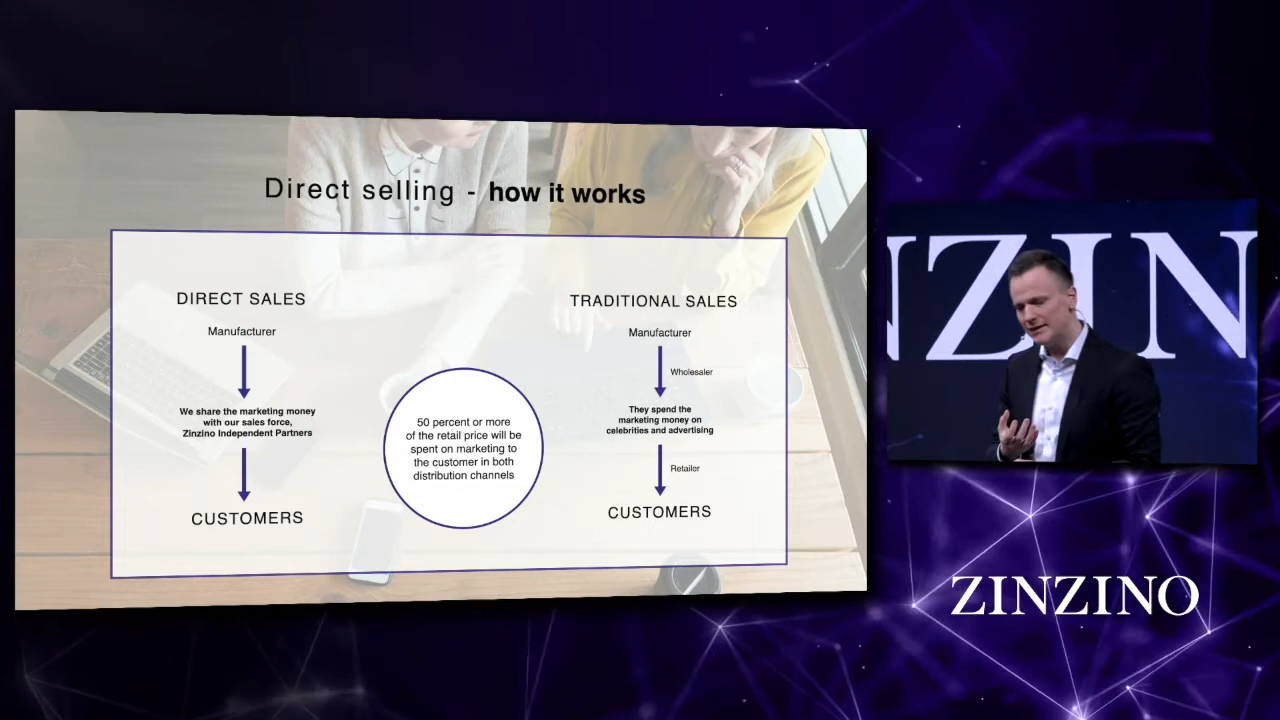 Direct selling - how it works
DIRECT SALES
Manufacturer
We share the marketing money
with our sales force,
Zinzino Independent Partners
CUSTOMERS
50 percent or more
of the retail price will be
spent on marketing to
the customer in both
distribution channels
TRADITIONAL SALES
Manufacturer
Wholesaler
They spend the
marketing money on
celebrities and advertising
Retailer
CUSTOMERS
NZIN
ZINZINO